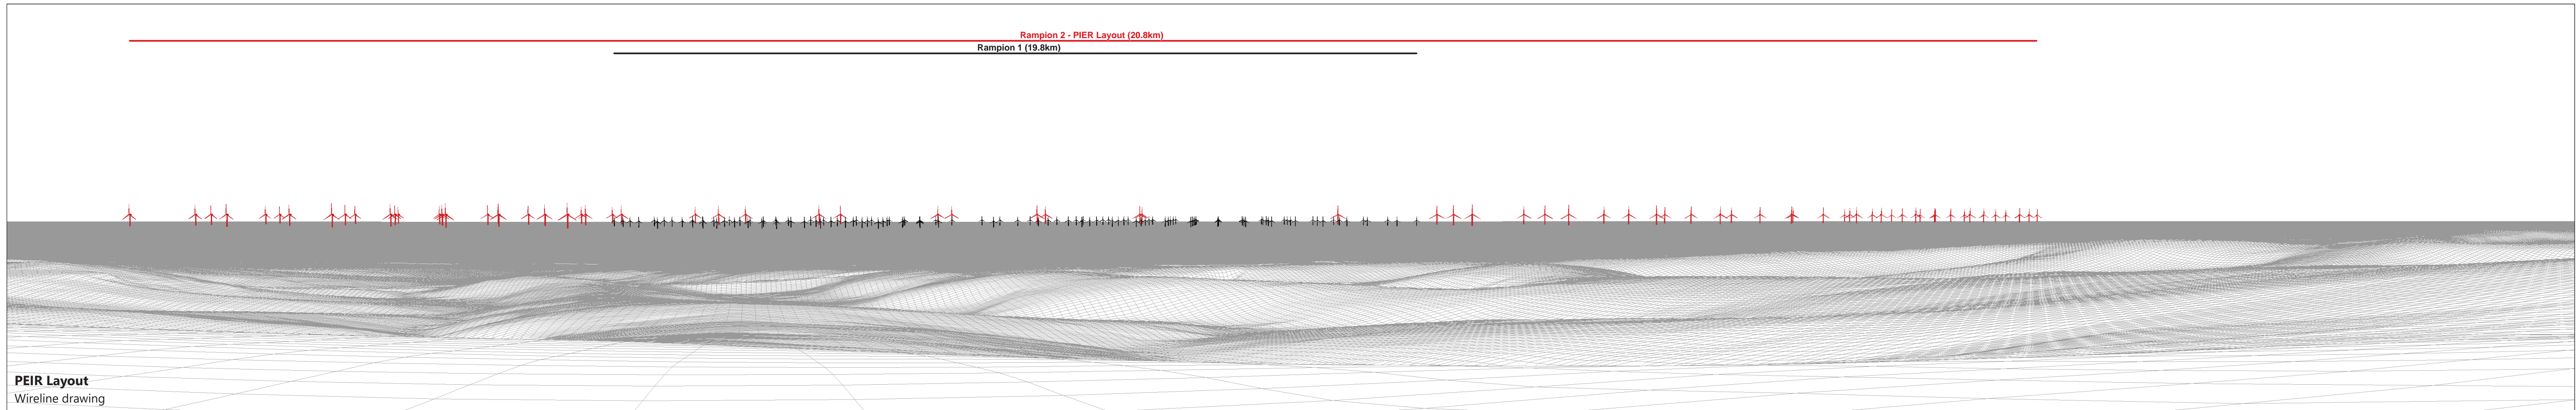 Rampion 2 - PIER Layout (20.8km)
Rampion 1 (19.8km)
PEIR Layout
Wireline drawing